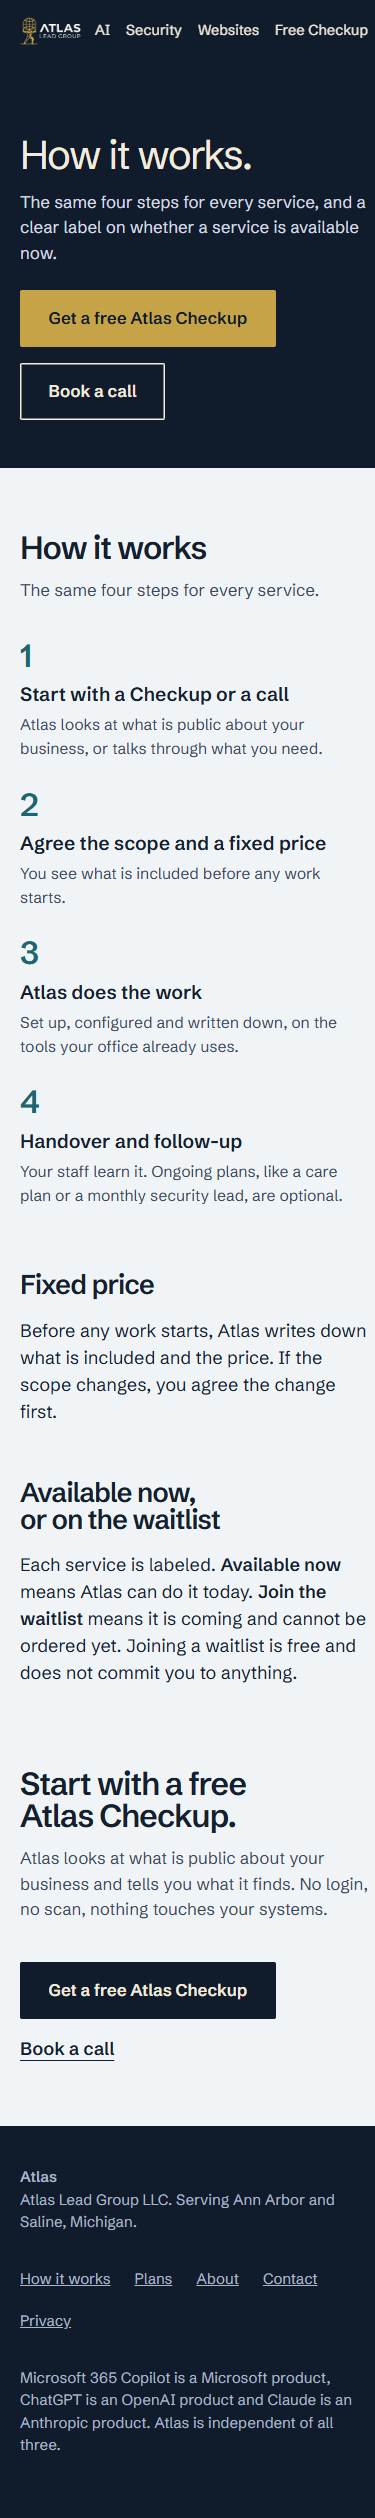 ATLAS
LEAD GROUP
AI Security Websites Free Checkup
How it works.
The same four steps for every service, and a
clear label on whether a service is available
now.
Get a free Atlas Checkup
Book a call
How it works
The same four steps for every service.
1
Start with a Checkup or a call
Atlas looks at what is public about your
business, or talks through what you need.
2
Agree the scope and a fixed price
You see what is included before any work
starts.
3
Atlas does the work
Set up, configured and written down, on the
tools your office already uses.
4
Handover and follow-up
Your staff learn it. Ongoing plans, like a care
plan or a monthly security lead, are optional.
Fixed price
Before any work starts, Atlas writes down
what is included and the price. If the
scope changes, you agree the change
first.
Available now,
or on the waitlist
Each service is labeled. Available now
means Atlas can do it today. Join the
waitlist means it is coming and cannot be
ordered yet. Joining a waitlist is free and
does not commit you to anything.
Start with a free
Atlas Checkup.
Atlas looks at what is public about your
business and tells you what it finds. No login,
no scan, nothing touches your systems.
Get a free Atlas Checkup
Book a call
Atlas
Atlas Lead Group LLC. Serving Ann Arbor and
Saline, Michigan.
How it works Plans About Contact
Privacy
Microsoft 365 Copilot is a Microsoft product,
ChatGPT is an OpenAI product and Claude is an
Anthropic product. Atlas is independent of all
three.